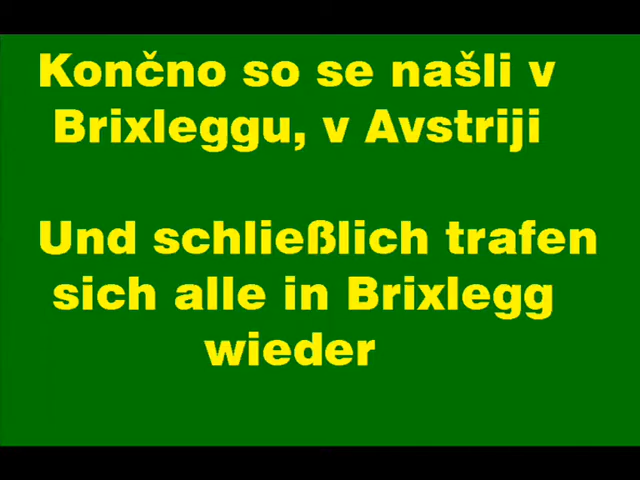 Končno so se našli v
Brixleggu, v Avstriji
Und schließlich trafen
sich alle in Brixlegg
wieder